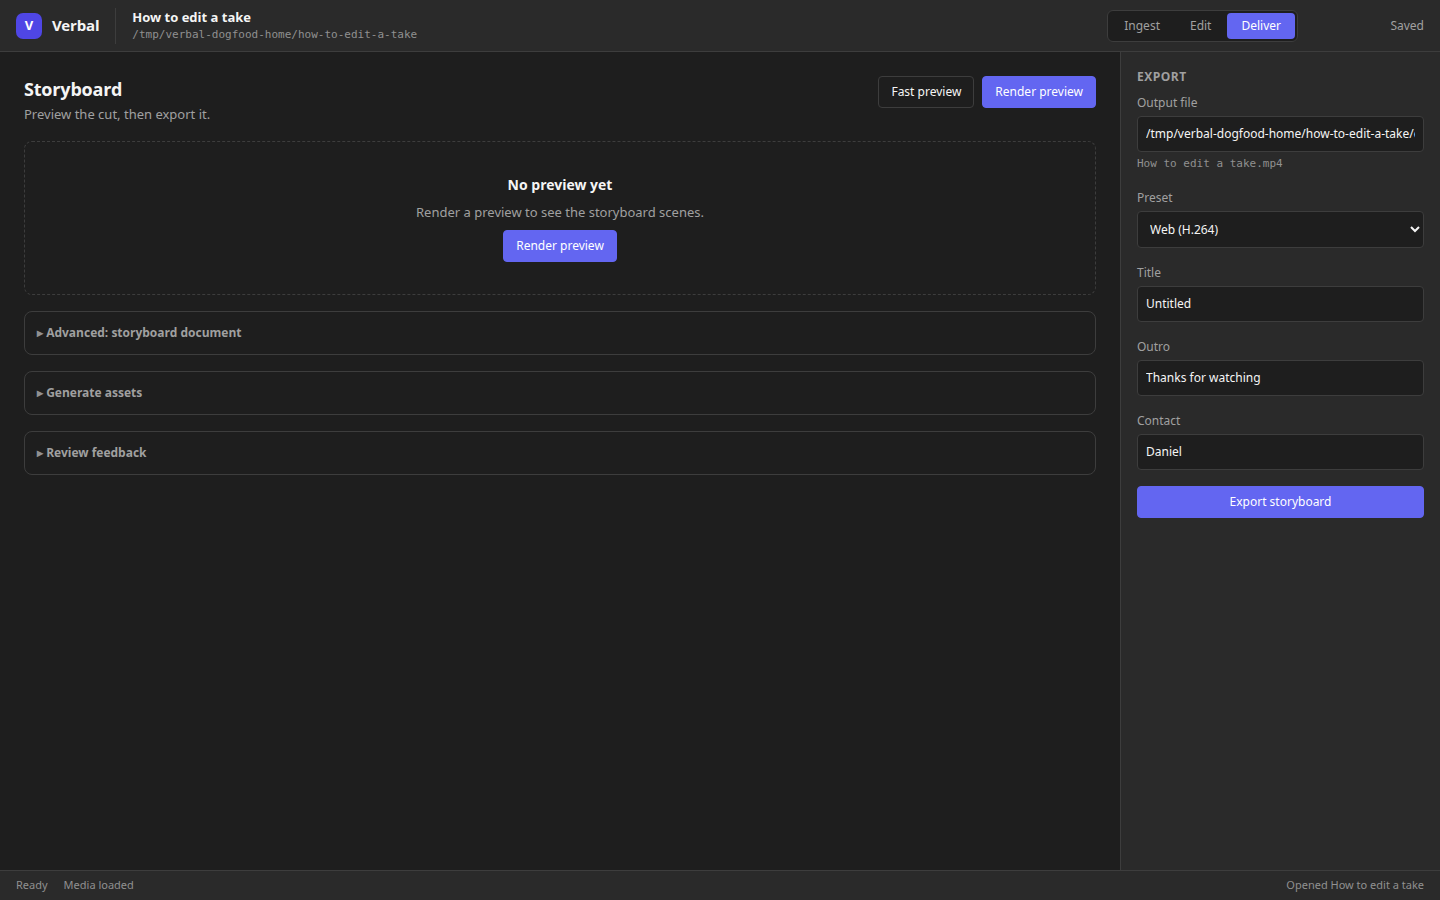 V Verbal
How to edit a take
/tmp/verbal-dogfood-home/how-to-edit-a-take
Ingest Edit Deliver
Saved
Storyboard
Preview the cut, then export it.
Fast preview Render preview
No preview yet
Render a preview to see the storyboard scenes.
Render preview
▸ Advanced: storyboard document
▸ Generate assets
▸ Review feedback
EXPORT
Output file
/tmp/verbal-dogfood-home/how-to-edit-a-take/
How to edit a take.mp4
Preset
Web (H.264)
Title
Untitled
Outro
Thanks for watching
Contact
Daniel
Export storyboard
Ready Media loaded
Opened How to edit a take